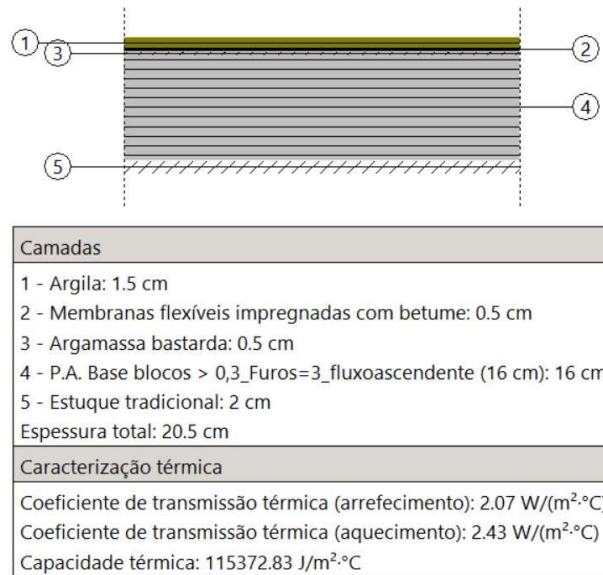 1
3
2
4
5
Camadas
1 - Argila: 1.5 cm
2 - Membranas flexíveis impregnadas com betume: 0.5 cm
3 - Argamassa bastarda: 0.5 cm
4 - P.A. Base blocos > 0,3_Furos=3_fluxoascendente (16 cm): 16 cm
5 - Estuque tradicional: 2 cm
Espessura total: 20.5 cm
Caracterização térmica
Coeficiente de transmissão térmica (arrefecimento): 2.07 W/(m²·°C)
Coeficiente de transmissão térmica (aquecimento): 2.43 W/(m²·°C)
Capacidade térmica: 115372.83 J/m²·°C